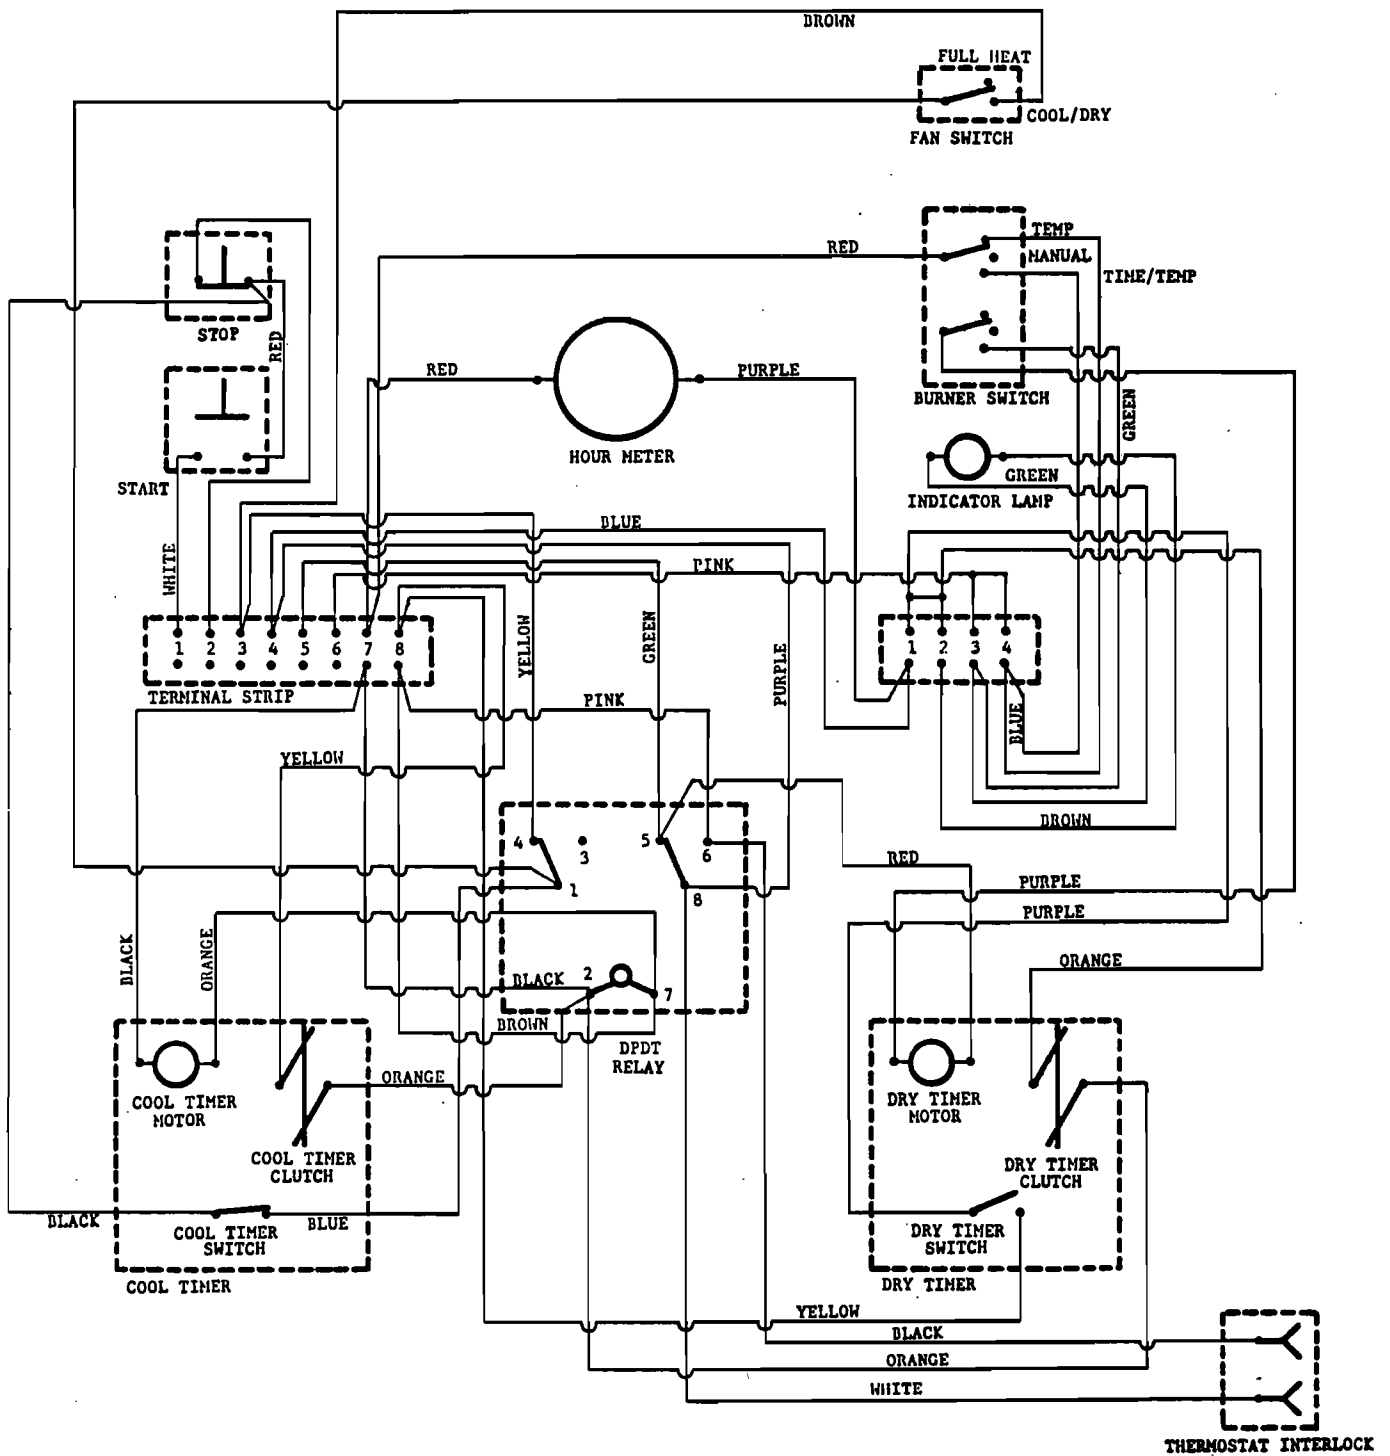 BROWN
FULL HEAT
COOL/DRY
FAN SWITCH
TEMP
RED
MANUAL
TIME/TEMP
STOP
RED
RED
PURPLE
BURNER SWITCH
GREEN
HOUR METER
GREEN
START
INDICATOR LAMP
BLUE
WHITE
PINK
YELLOW
GREEN
PURPLE
1 2 3 4 5 6 7 8
1 2 3 4
TERMINAL STRIP
PINK
BLUE
YELLOW
BROWN
4
3
5
6
RED
1
8
PURPLE
PURPLE
BLACK
ORANGE
ORANGE
BLACK
2
7
BROWN
DPDT
RELAY
ORANGE
COOL TIMER
MOTOR
DRY TIMER
MOTOR
COOL TIMER
CLUTCH
DRY TIMER
CLUTCH
BLACK
BLUE
COOL TIMER
SWITCH
DRY TIMER
SWITCH
COOL TIMER
DRY TIMER
YELLOW
BLACK
ORANGE
WHITE
THERMOSTAT INTERLOCK